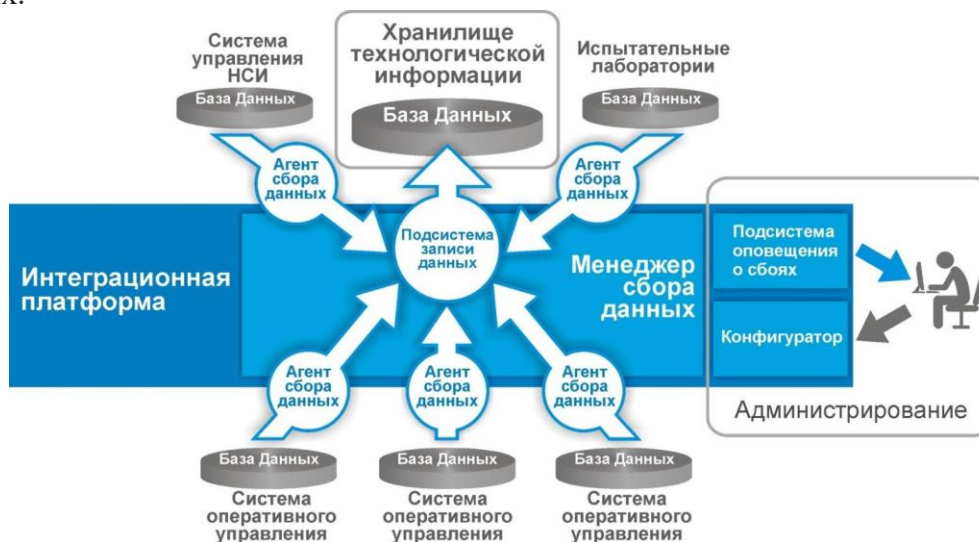 х.
Система
управления
НСИ
База Данных
Хранилище
технологической
информации
База Данных
Испытательные
лаборатории
База Данных
Агент
сбора
данных
Агент
сбора
данных
Интеграционная
платформа
Подсистема
записи
данных
Менеджер
сбора
данных
Подсистема
оповещения
о сбоях
Конфигуратор
Администрирование
Агент
сбора
данных
Агент
сбора
данных
Агент
сбора
данных
База Данных
База Данных
База Данных
Система
оперативного
управления
Система
оперативного
управления
Система
оперативного
управления